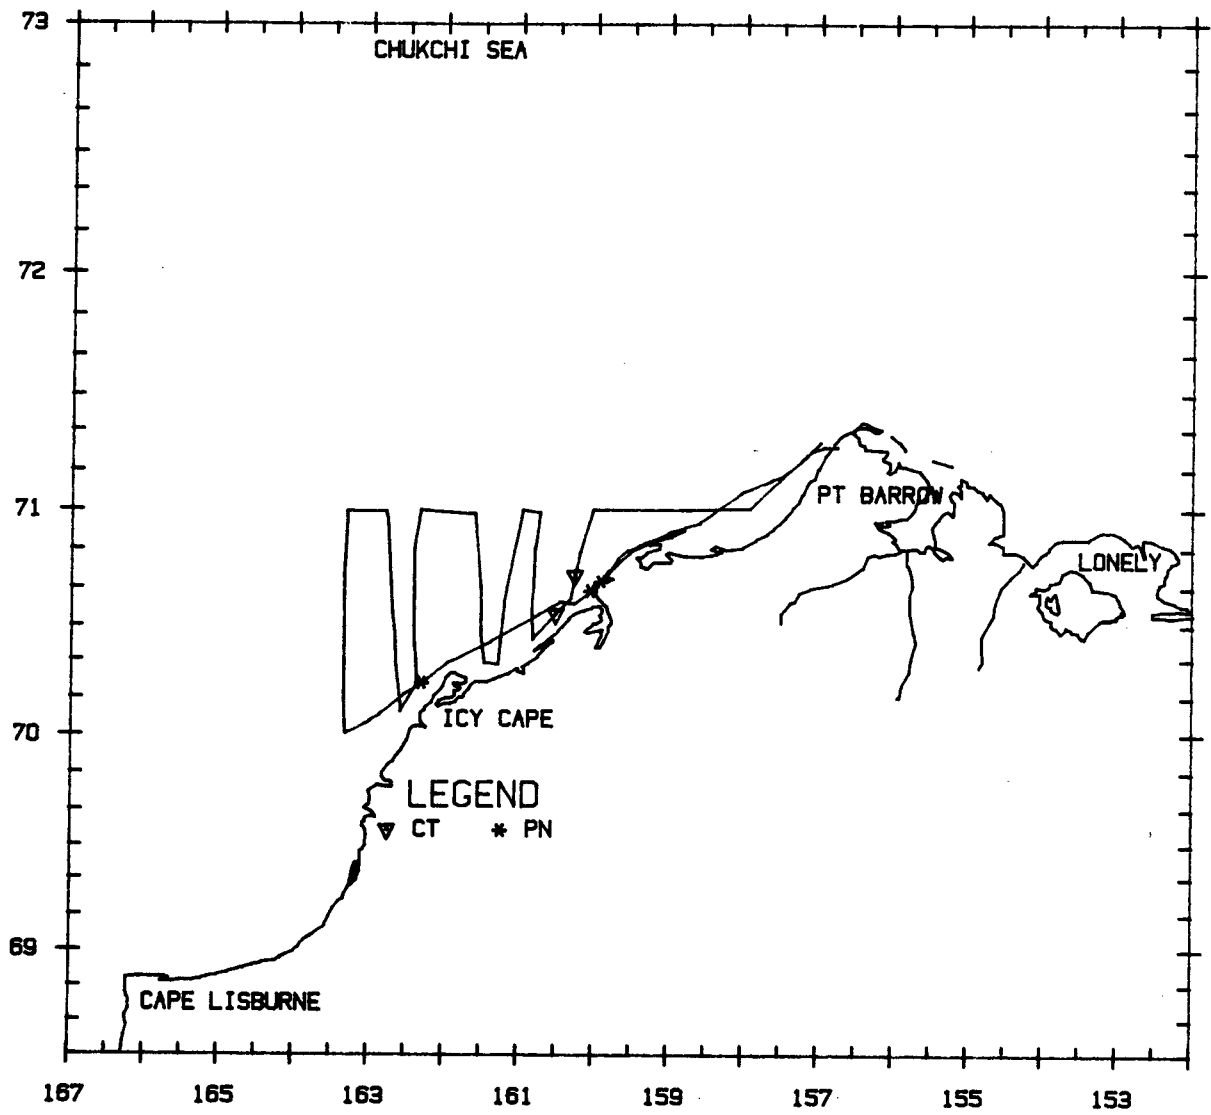 73
CHUKCHI SEA
72
71
PT BARROW
LONELY
70
ICY CAPE
LEGEND
CT PN
69
CAPE LISBURNE
167 165 163 161 159 157 155 153